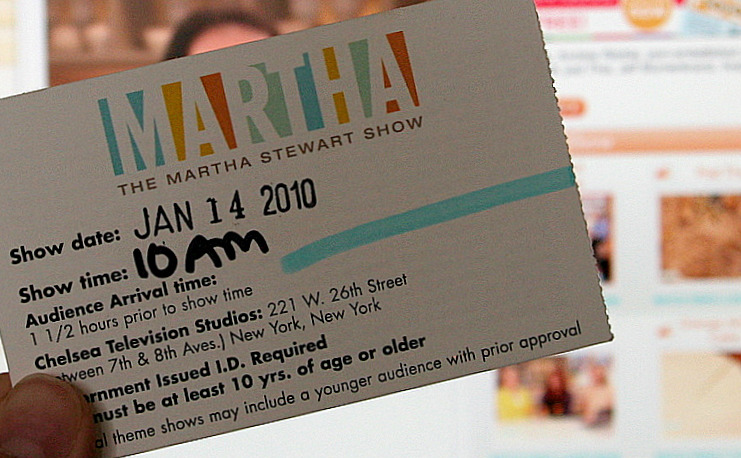 MARTHA
THE MARTHA STEWART SHOW
Show date: JAN 14 2010
Show time: 10 AM
Audience Arrival time:
1 1/2 hours prior to show time
Chelsea Television Studios: 221 W. 26th Street
tween 7th & 8th Aves.) New York, New York
rnment Issued I.D. Required
must be at least 10 yrs. of age or older
al theme shows may include a younger audience with prior approval